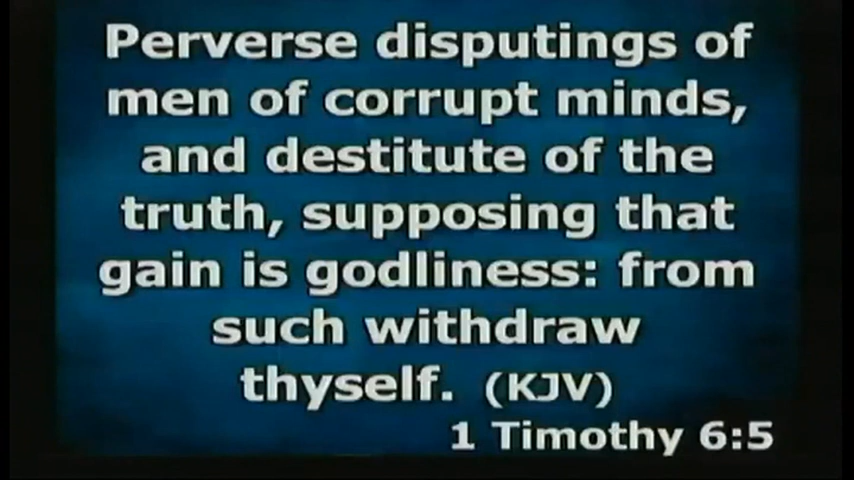 Perverse disputings of
men of corrupt minds,
and destitute of the
truth, supposing that
gain is godliness: from
such withdraw
thyself. (KJV)
1 Timothy 6:5